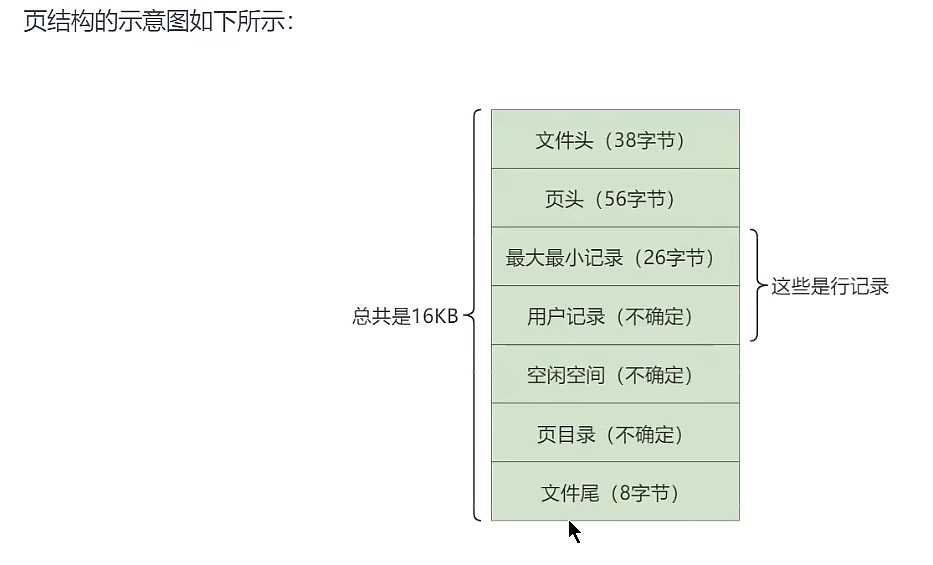 页结构的示意图如下所示：
文件头（38字节）
页头（56字节）
最大最小记录（26字节）
这些是行记录
总共是16KB
用户记录（不确定）
空闲空间（不确定）
页目录（不确定）
文件尾（8字节）